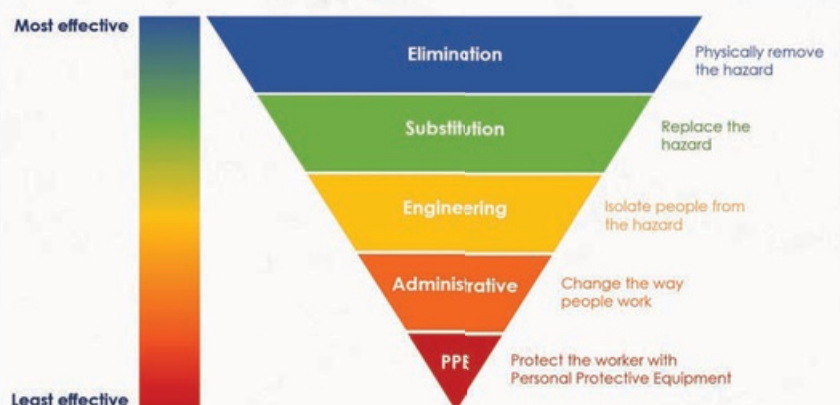 Most effective
Elimination
Physically remove
the hazard
Substitution
Replace the
hazard
Engineering
Isolate people from
the hazard
Administrative
Change the way
people work
PPE
Protect the worker with
Personal Protective Equipment
Least effective